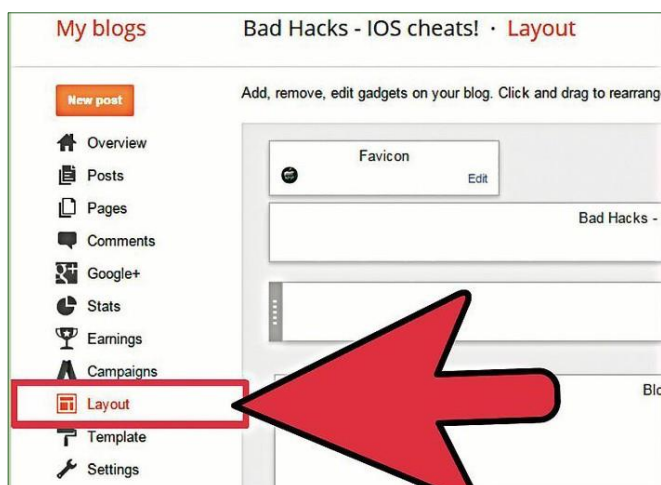 My blogs
Bad Hacks - IOS cheats! · Layout
New post
Add, remove, edit gadgets on your blog. Click and drag to rearrang
Overview
Posts
Pages
Comments
Google+
Stats
Earnings
Campaigns
Layout
Template
Settings
Favicon
Edit
Bad Hacks -
Blo